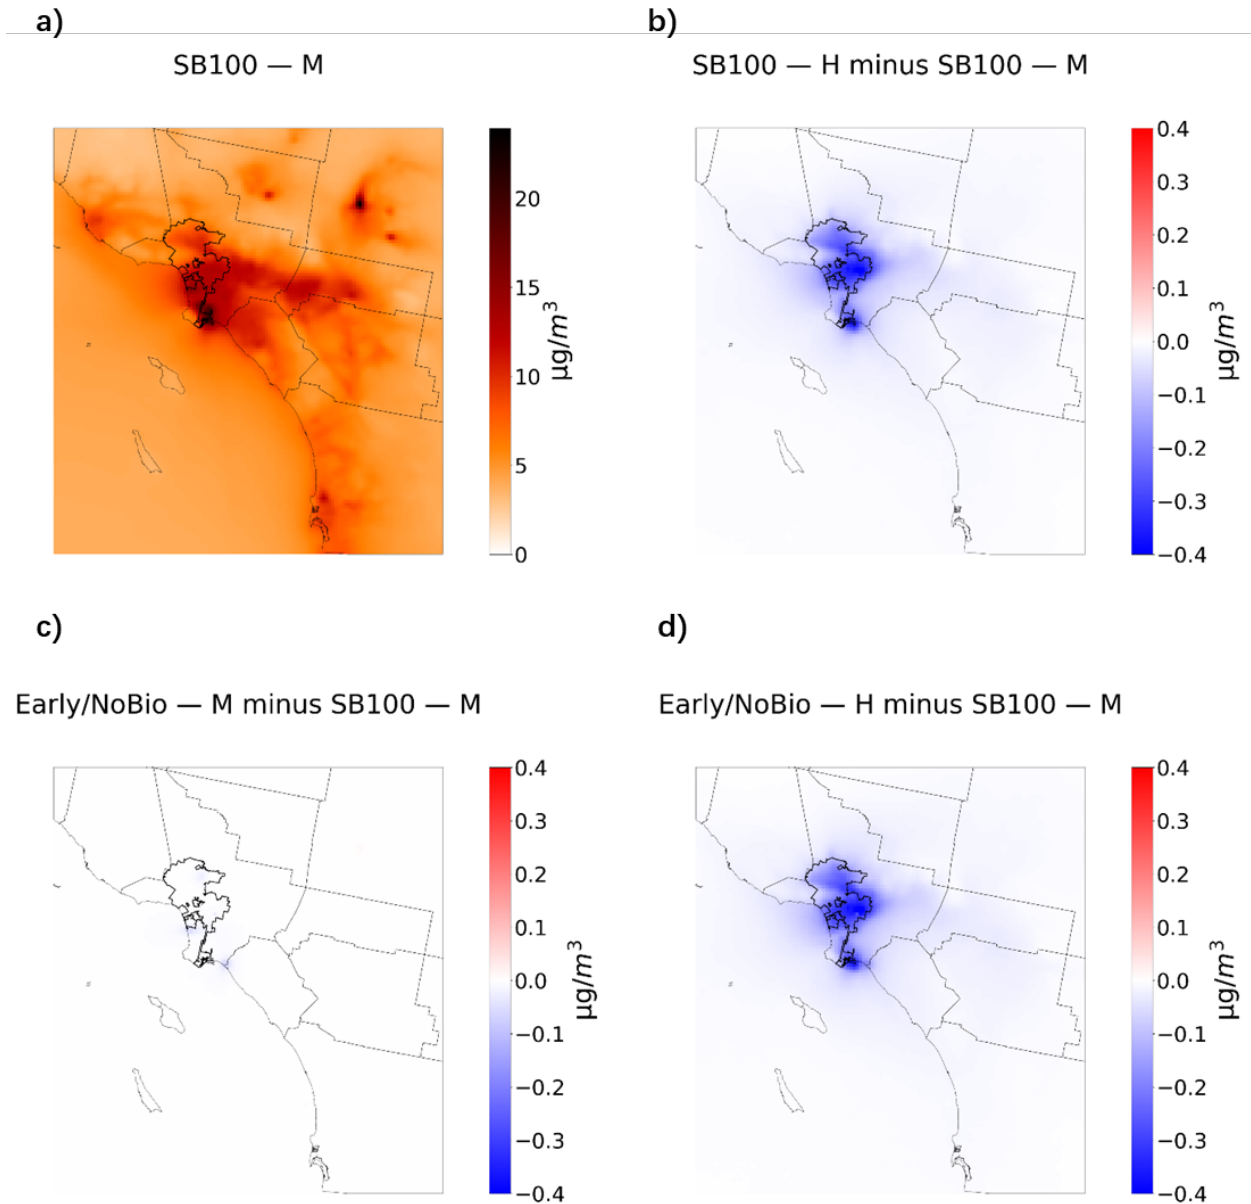 a)
b)
SB100 — M
SB100 — H minus SB100 — M
20
15
10
5
0
µg/m³
0.4
0.3
0.2
0.1
0.0
−0.1
−0.2
−0.3
−0.4
µg/m³
c)
d)
Early/NoBio — M minus SB100 — M
Early/NoBio — H minus SB100 — M
0.4
0.3
0.2
0.1
0.0
−0.1
−0.2
−0.3
−0.4
µg/m³
0.4
0.3
0.2
0.1
0.0
−0.1
−0.2
−0.3
−0.4
µg/m³